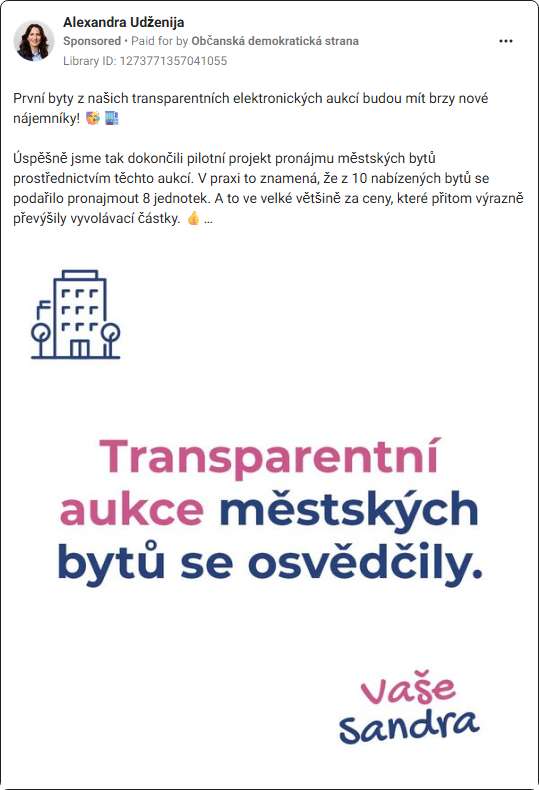 Alexandra Udženija
Sponsored • Paid for by Občanská demokratická strana
Library ID: 1273771357041055
První byty z našich transparentních elektronických aukcí budou mít brzy nové
nájemníky! 🥳🏙️
Úspěšně jsme tak dokončili pilotní projekt pronájmu městských bytů
prostřednictvím těchto aukcí. V praxi to znamená, že z 10 nabízených bytů se
podařilo pronajmout 8 jednotek. A to ve velké většině za ceny, které přitom výrazně
převýšily vyvolávací částky. 👍 ...
Transparentní
aukce městských
bytů se osvědčily.
vaše
sandra